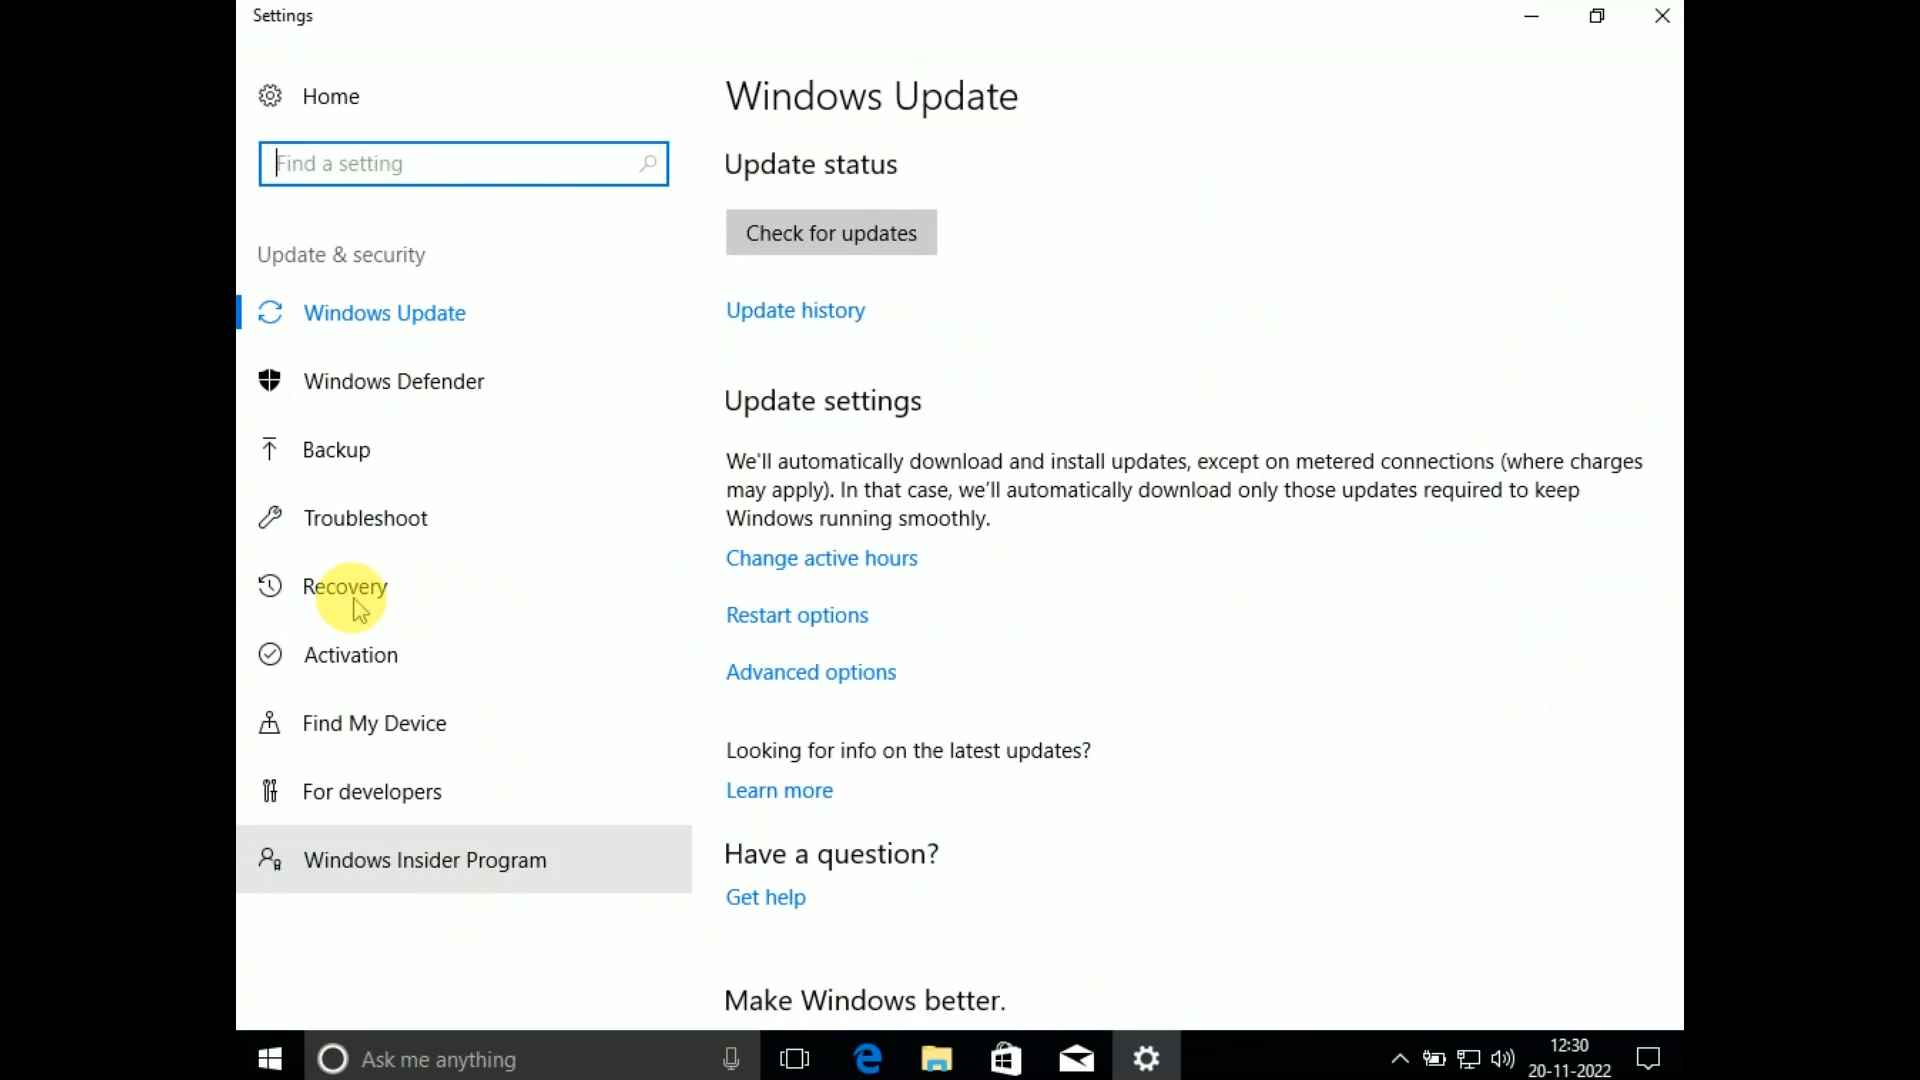 Settings
Home
Find a setting
Update & security
Windows Update
Windows Defender
Backup
Troubleshoot
Recovery
Activation
Find My Device
For developers
Windows Insider Program
Windows Update
Update status
Check for updates
Update history
Update settings
We'll automatically download and install updates, except on metered connections (where charges
may apply). In that case, we'll automatically download only those updates required to keep
Windows running smoothly.
Change active hours
Restart options
Advanced options
Looking for info on the latest updates?
Learn more
Have a question?
Get help
Make Windows better.
Ask me anything
12:30
20-11-2022